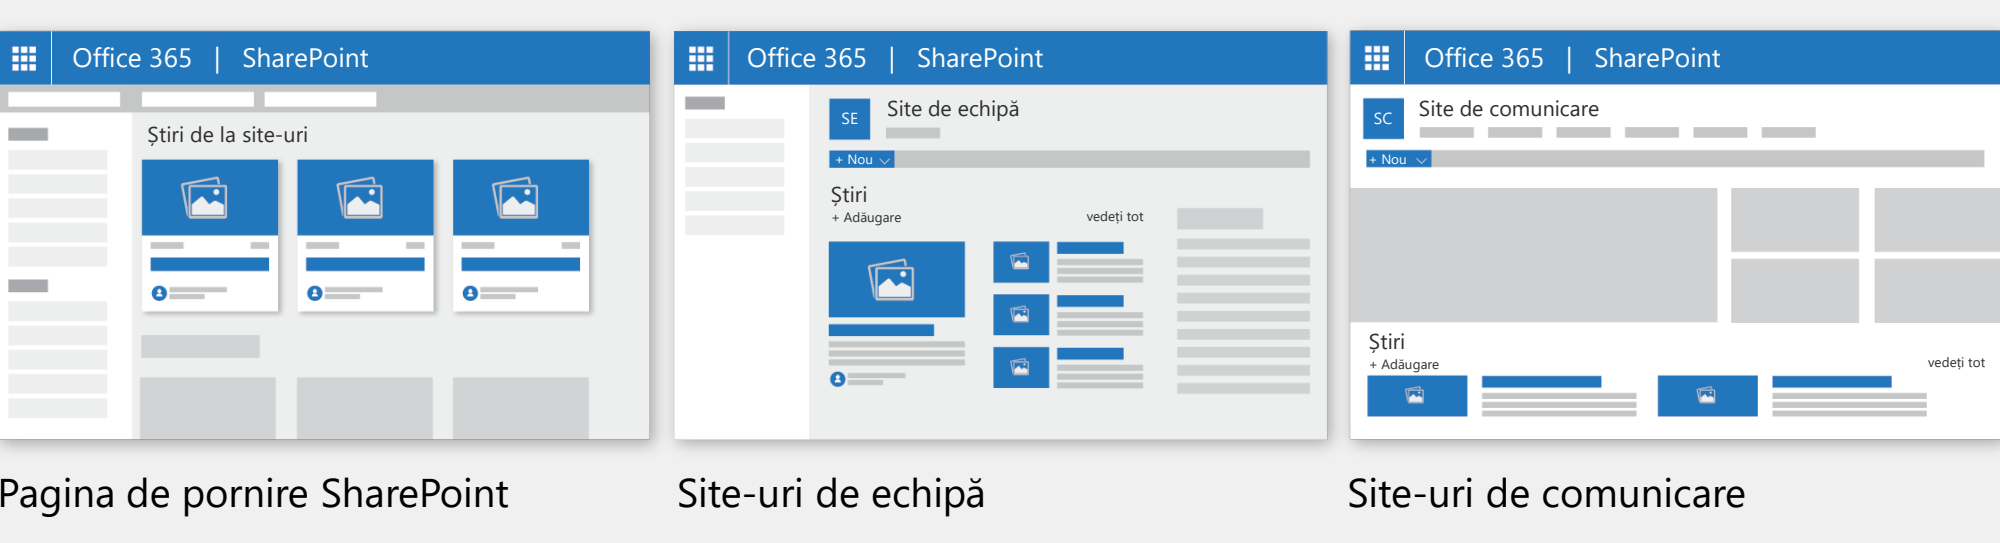 Office 365 | SharePoint
Știri de la site-uri
Pagina de pornire SharePoint
Office 365 | SharePoint
SE
Site de echipă
+ Nou
Știri
+ Adăugare
vedeți tot
Site-uri de echipă
Office 365 | SharePoint
SC
Site de comunicare
+ Nou
Știri
+ Adăugare
vedeți tot
Site-uri de comunicare